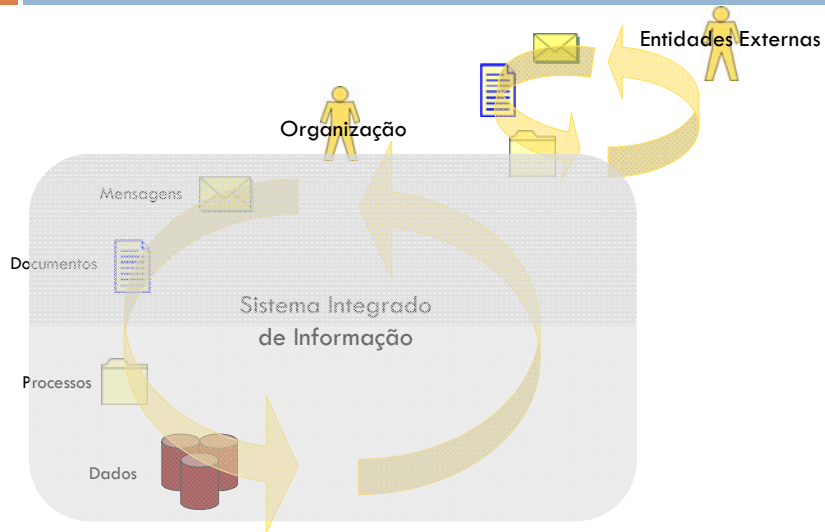 Entidades Externas
Organização
Mensagens
Documentos
Sistema Integrado
de Informação
Processos
Dados